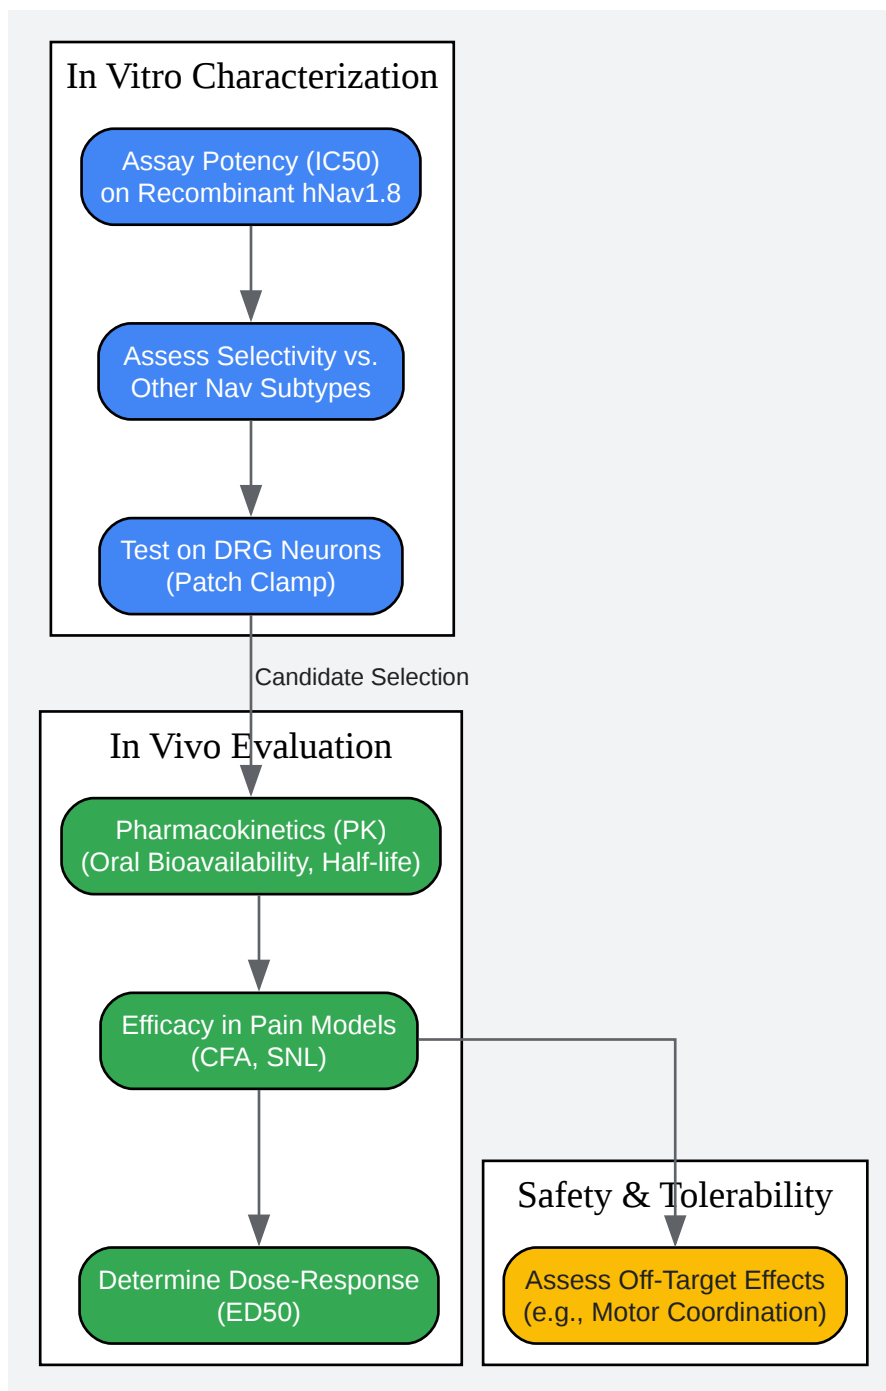 In Vitro Characterization
Assay Potency (IC50)
on Recombinant hNav1.8
Assess Selectivity vs.
Other Nav Subtypes
Test on DRG Neurons
(Patch Clamp)
Candidate Selection
In Vivo Evaluation
Pharmacokinetics (PK)
(Oral Bioavailability, Half-life)
Efficacy in Pain Models
(CFA, SNL)
Determine Dose-Response
(ED50)
Safety & Tolerability
Assess Off-Target Effects
(e.g., Motor Coordination)